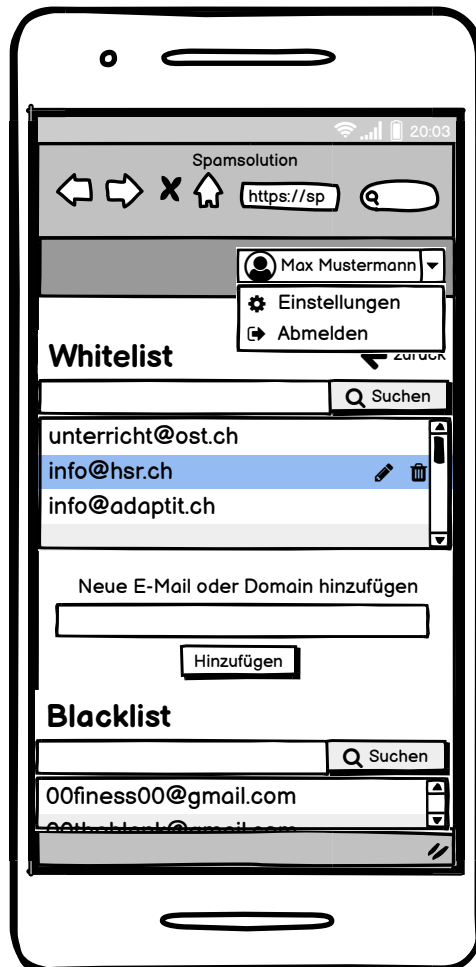 20:03
Spamsolution
https://sp
Max Mustermann
Einstellungen
Abmelden
Whitelist
zurück
Suchen
unterricht@ost.ch
info@hsr.ch
info@adaptit.ch
Neue E-Mail oder Domain hinzufügen
Hinzufügen
Blacklist
Suchen
00finess00@gmail.com